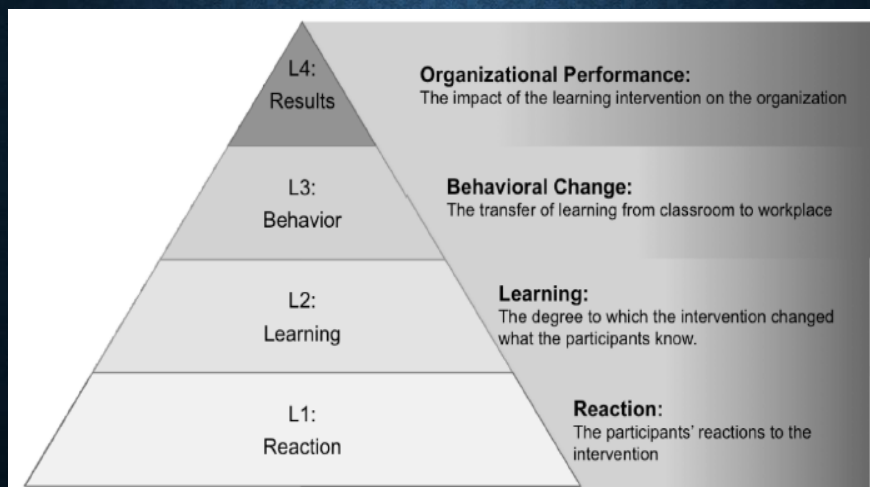 L4:
Results
Organizational Performance:
The impact of the learning intervention on the organization
L3:
Behavior
Behavioral Change:
The transfer of learning from classroom to workplace
L2:
Learning
Learning:
The degree to which the intervention changed
what the participants know.
L1:
Reaction
Reaction:
The participants' reactions to the
intervention